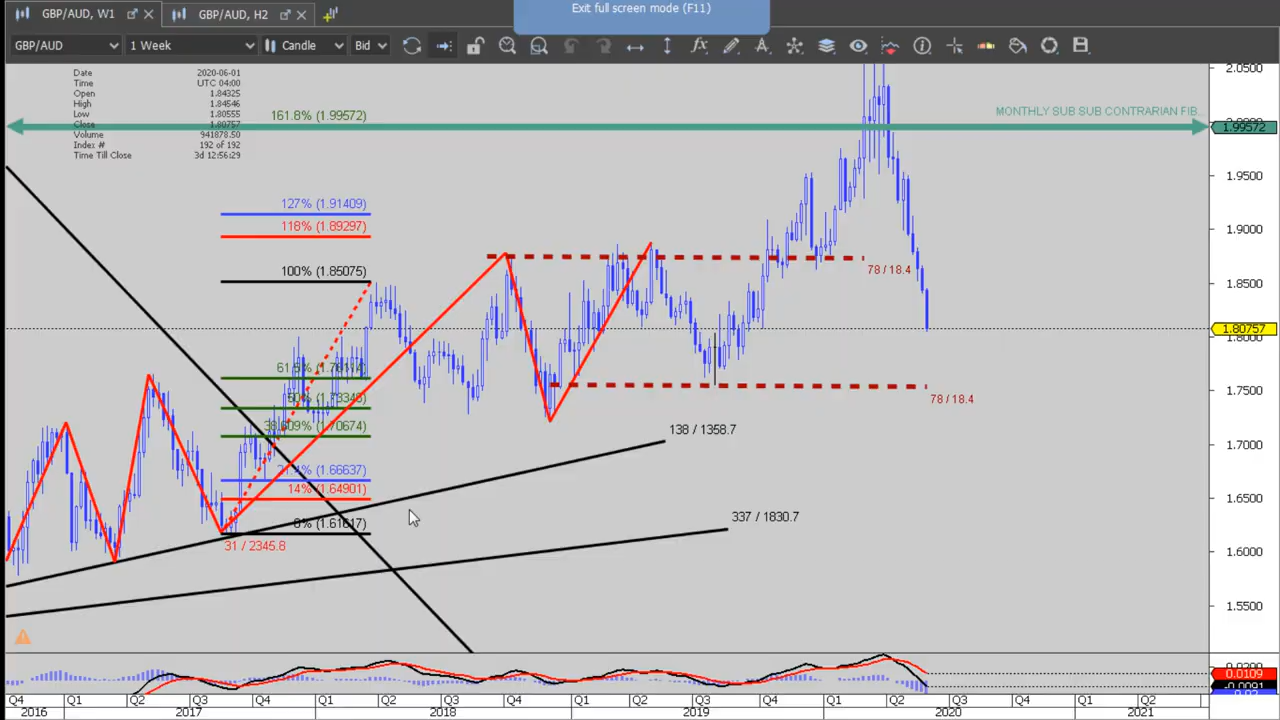 GBP/AUD, W1
GBP/AUD, H2
Exit full screen mode (F11)
GBP/AUD
1 Week
Candle
Bid
Date 2020-06-01
Time UTC 04:00
Open 1.84325
High 1.84546
Low 1.80555
Close 1.80757
Volume 941878.50
Index # 192 of 192
Time Till Close 3d 12:56:29
161.8% (1.99572)
MONTHLY SUB SUB CONTRARIAN FIB
127% (1.91409)
118% (1.89297)
100% (1.85075)
50%
(1.70674)
(1.66637)
14% (1.64901)
0% (1.61617)
31 / 2345.8
78 / 18.4
78 / 18.4
138 / 1358.7
337 / 1830.7
2.0500
1.99572
1.9500
1.9000
1.8500
1.80757
1.8000
1.7500
1.7000
1.6500
1.6000
1.5500
0.0109
Q4 Q1 Q2 Q3 Q4 Q1 Q2 Q3 Q4 Q1 Q2 Q3 Q4 Q1 Q2 Q3 Q4 Q1 Q2
2016 2017 2018 2019 2020 2021